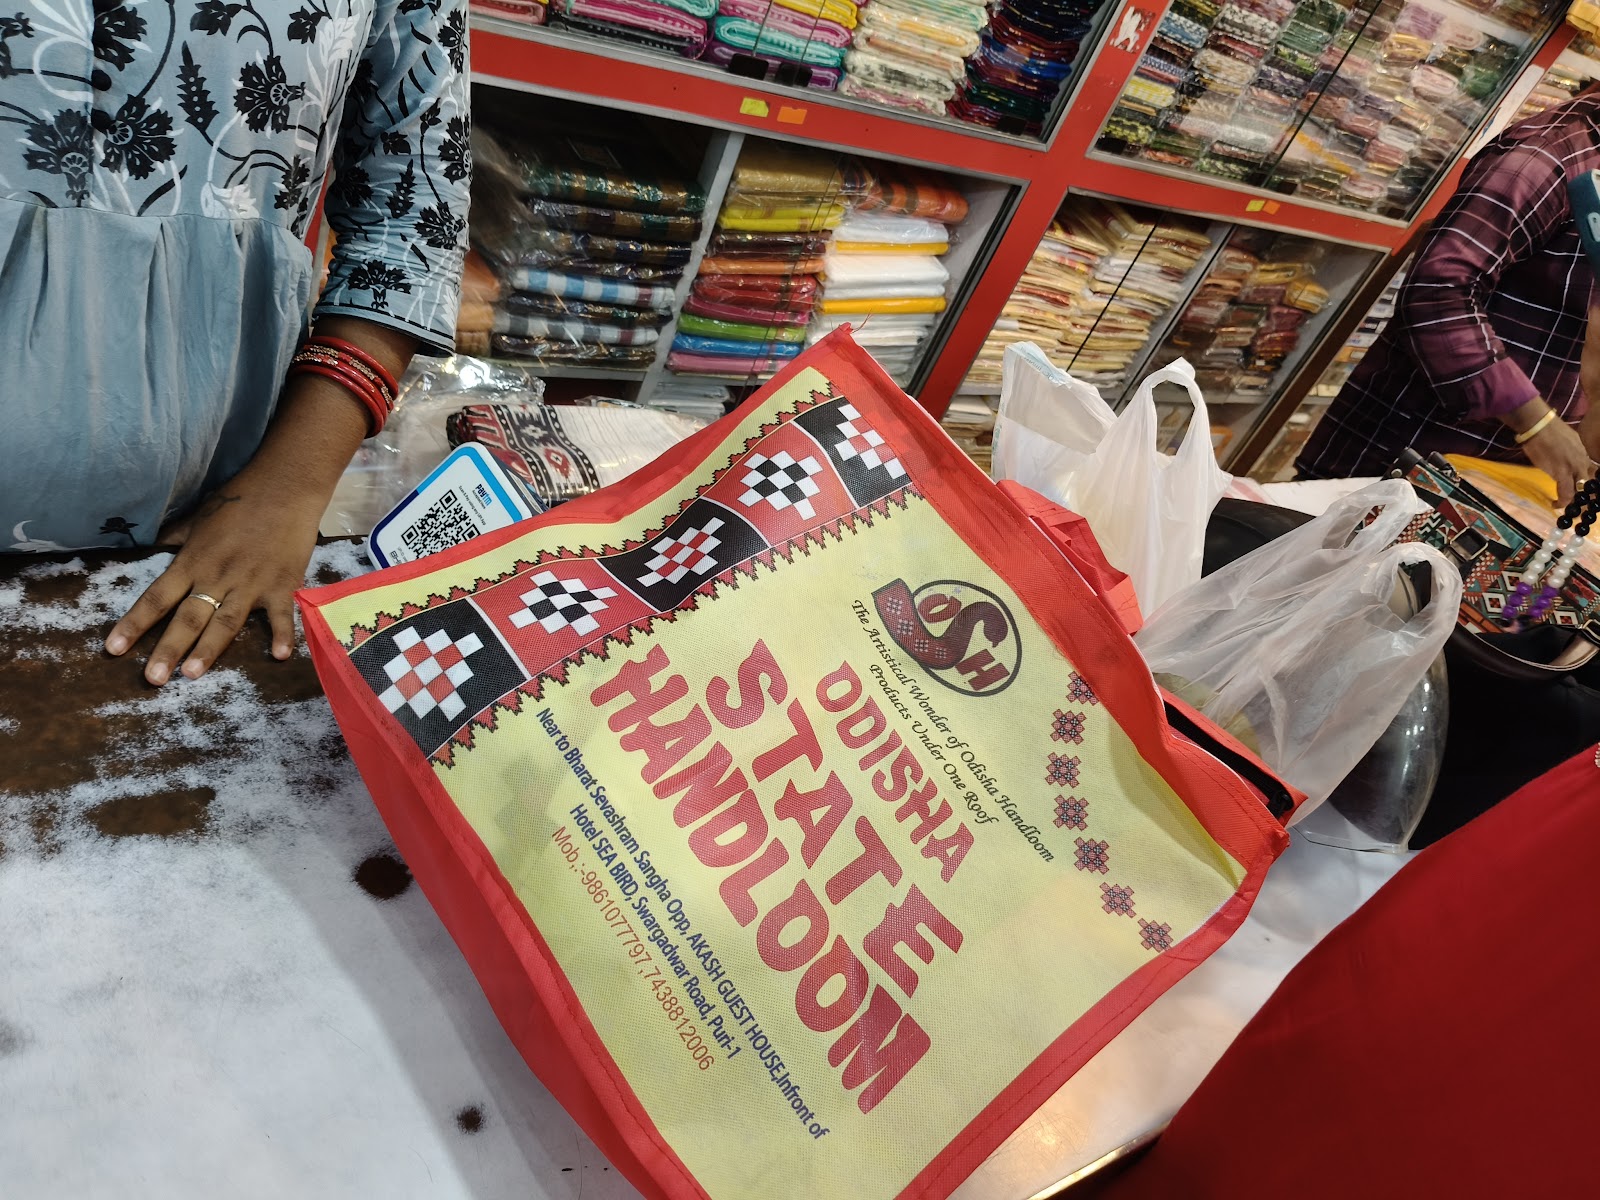 paytm
OSH
The Artistical Wonder of Odisha Handloom
Products Under One Roof
ODISHA
STATE
HANDLOOM
Near to Bharat Sevashram Sangha Opp. AKASH GUEST HOUSE,Infront of
Hotel SEA BIRD, Swargadwar Road, Puri-1
Mob.:-9861077797,7438812006